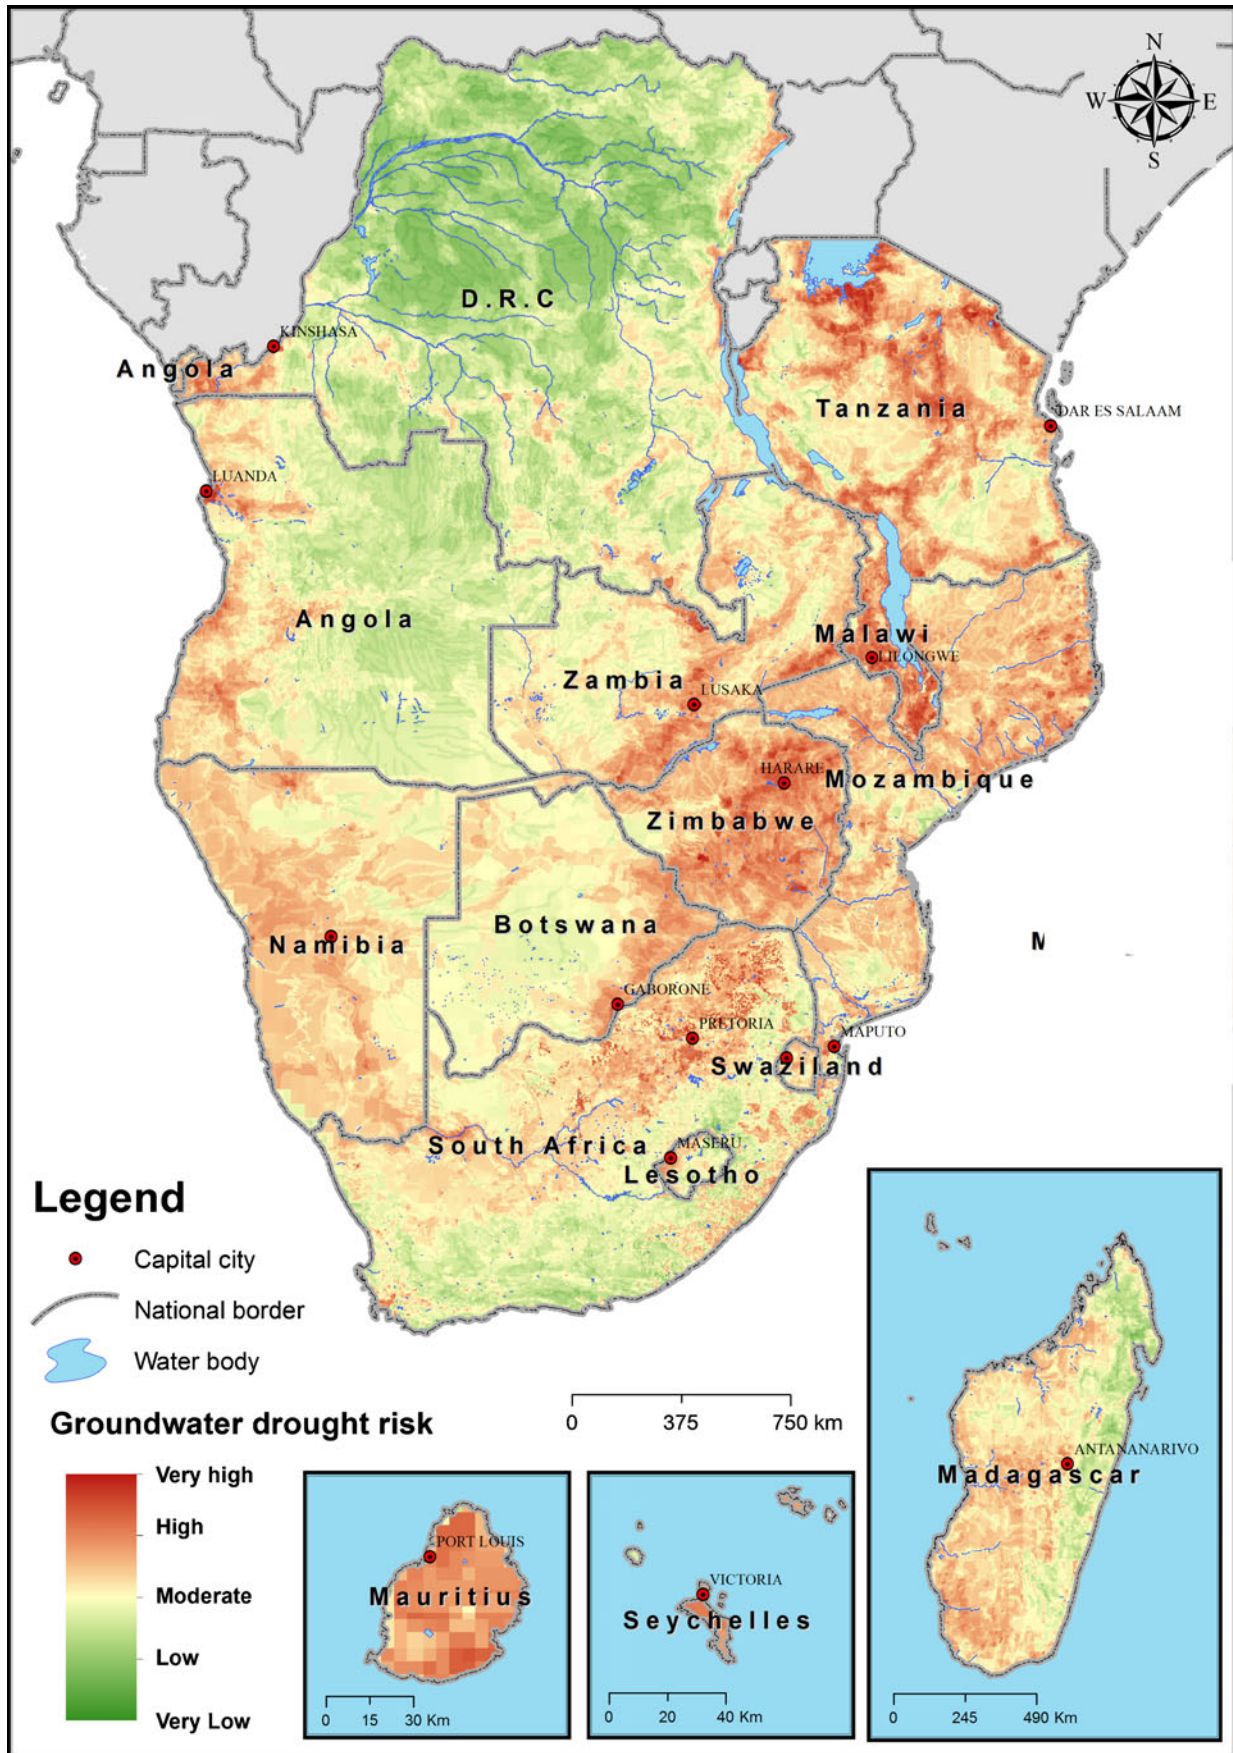 N
W E
S
D.R.C
KINSHASA
Angola
Tanzania
DAR ES SALAAM
LUANDA
Angola
Malawi
LILONGWE
Zambia
LUSAKA
HARARE
Mozambique
Zimbabwe
Botswana
Namibia
M
GABORONE
PRETORIA
MAPUTO
Swaziland
South Africa
MASERU
Lesotho
Legend
Capital city
National border
Water body
0 375 750 km
Groundwater drought risk
Very high
High
Moderate
Low
Very Low
PORT LOUIS
Mauritius
0 15 30 Km
VICTORIA
Seychelles
0 20 40 Km
ANTANANARIVO
Madagascar
0 245 490 Km